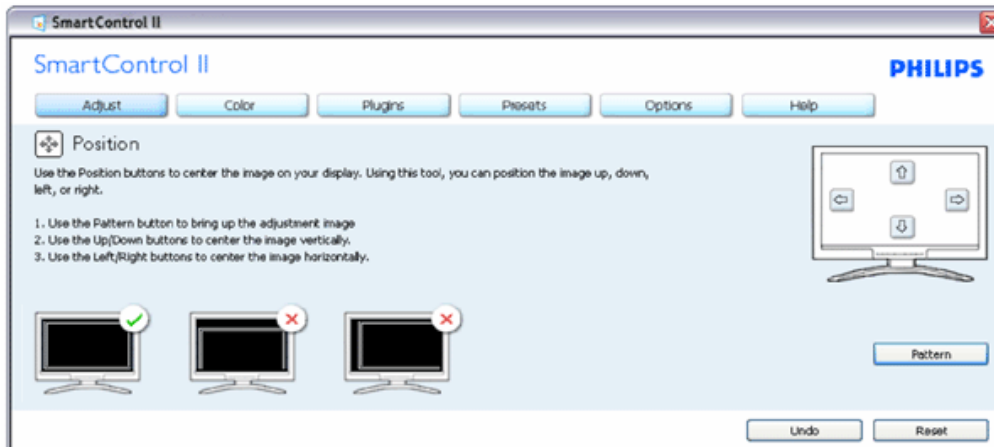 SmartControl II
SmartControl II
PHILIPS
Adjust Color Plugins Presets Options Help
Position
Use the Position buttons to center the image on your display. Using this tool, you can position the image up, down,
left, or right.
1. Use the Pattern button to bring up the adjustment image
2. Use the Up/Down buttons to center the image vertically.
3. Use the Left/Right buttons to center the image horizontally.
Pattern
Undo Reset